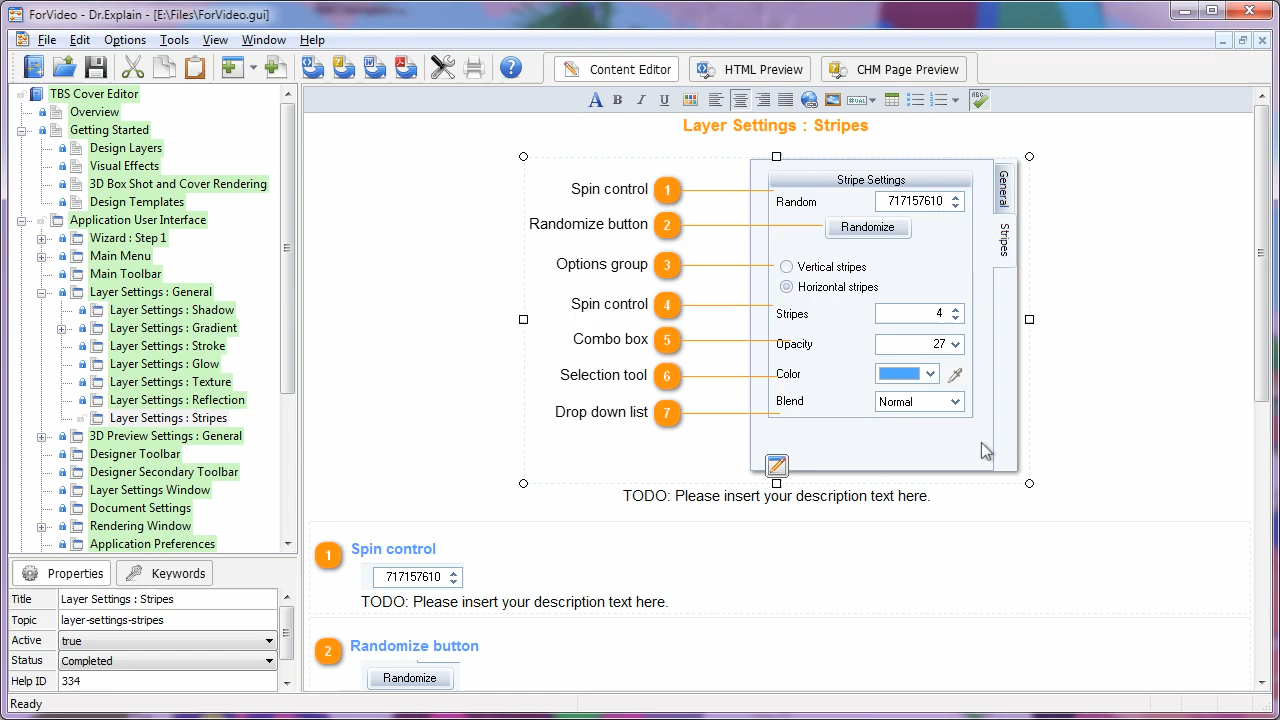 ForVideo - Dr.Explain - [E:\Files\ForVideo.gui]
File Edit Options Tools View Window Help
Content Editor HTML Preview CHM Page Preview
A B I U #VAL ABC
TBS Cover Editor
Overview
Getting Started
Design Layers
Visual Effects
3D Box Shot and Cover Rendering
Design Templates
Application User Interface
Wizard : Step 1
Main Menu
Main Toolbar
Layer Settings : General
Layer Settings : Shadow
Layer Settings : Gradient
Layer Settings : Stroke
Layer Settings : Glow
Layer Settings : Texture
Layer Settings : Reflection
Layer Settings : Stripes
3D Preview Settings : General
Designer Toolbar
Designer Secondary Toolbar
Layer Settings Window
Document Settings
Rendering Window
Application Preferences
Properties Keywords
Title Layer Settings : Stripes
Topic layer-settings-stripes
Active true
Status Completed
Help ID 334
Layer Settings : Stripes
Spin control 1
Randomize button 2
Options group 3
Spin control 4
Combo box 5
Selection tool 6
Drop down list 7
Stripe Settings
Random 717157610
Randomize
Vertical stripes
Horizontal stripes
Stripes 4
Opacity 27
Color
Blend Normal
General
Stripes
TODO: Please insert your description text here.
1 Spin control
717157610
TODO: Please insert your description text here.
2 Randomize button
Randomize
Ready